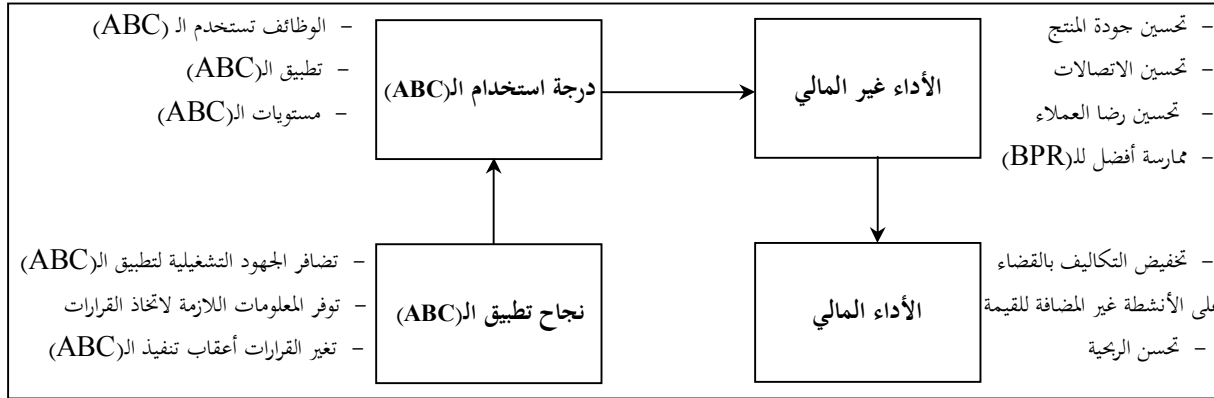 - الوظائف تستخدم الـ (ABC)
- تطبيق الـ(ABC)
- مستويات الـ(ABC)
درجة استخدام الـ(ABC)
الأداء غير المالي
- تحسين جودة المنتج
- تحسين الاتصالات
- تحسين رضا العملاء
- ممارسة أفضل للـ(BPR)
- تضافر الجهود التشغيلية لتطبيق الـ(ABC)
- توفر المعلومات اللازمة لاتخاذ القرارات
- تغير القرارات أعقاب تنفيذ الـ(ABC)
نجاح تطبيق الـ(ABC)
الأداء المالي
- تخفيض التكاليف بالقضاء
على الأنشطة غير المضافة للقيمة
- تحسن الربحية